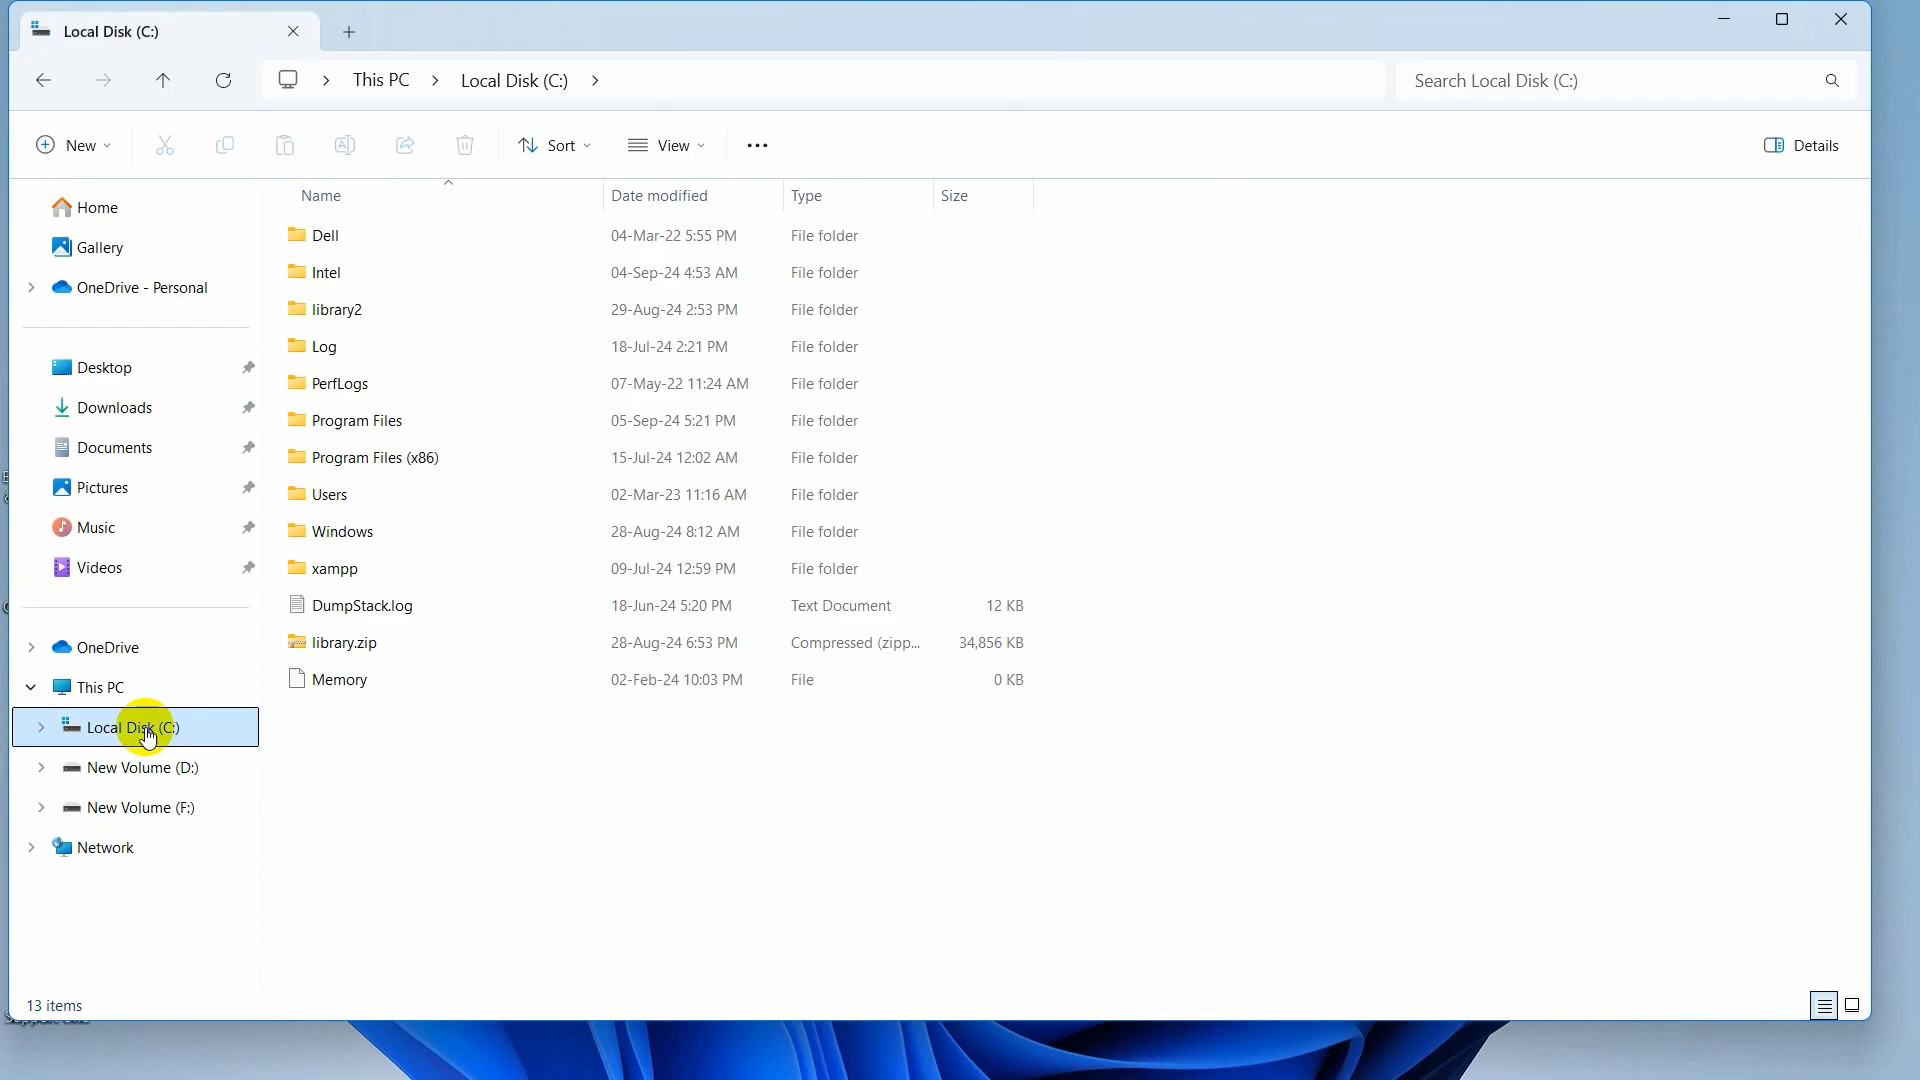 Local Disk (C:)
This PC
Local Disk (C:)
Search Local Disk (C:)
New
Sort
View
Details
Home
Gallery
OneDrive - Personal
Desktop
Downloads
Documents
Pictures
Music
Videos
OneDrive
This PC
Local Disk (C:)
New Volume (D:)
New Volume (F:)
Network
Name Date modified Type Size
Dell 04-Mar-22 5:55 PM File folder
Intel 04-Sep-24 4:53 AM File folder
library2 29-Aug-24 2:53 PM File folder
Log 18-Jul-24 2:21 PM File folder
PerfLogs 07-May-22 11:24 AM File folder
Program Files 05-Sep-24 5:21 PM File folder
Program Files (x86) 15-Jul-24 12:02 AM File folder
Users 02-Mar-23 11:16 AM File folder
Windows 28-Aug-24 8:12 AM File folder
xampp 09-Jul-24 12:59 PM File folder
DumpStack.log 18-Jun-24 5:20 PM Text Document 12 KB
library.zip 28-Aug-24 6:53 PM Compressed (zipp... 34,856 KB
Memory 02-Feb-24 10:03 PM File 0 KB
13 items